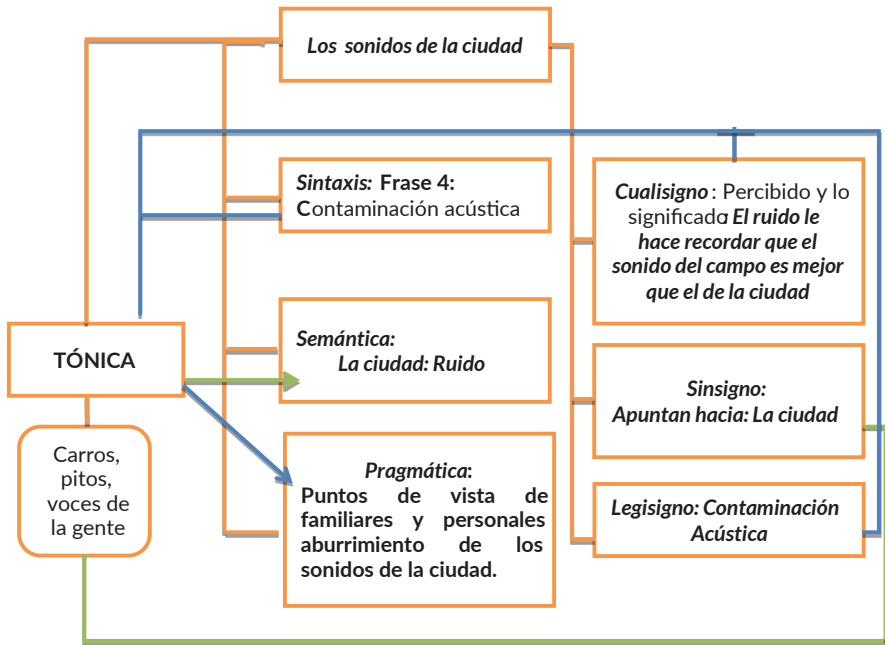 Los sonidos de la ciudad
Sintaxis: Frase 4:
Contaminación acústica
Semántica:
La ciudad: Ruido
Pragmática:
Puntos de vista de
familiares y personales
aburrimiento de los
sonidos de la ciudad.
TÓNICA
Carros,
pitos,
voces de
la gente
Cualisigno : Percibido y lo
significado: El ruido le
hace recordar que el
sonido del campo es mejor
que el de la ciudad
Sinsigno:
Apuntan hacia: La ciudad
Legisigno: Contaminación
Acústica